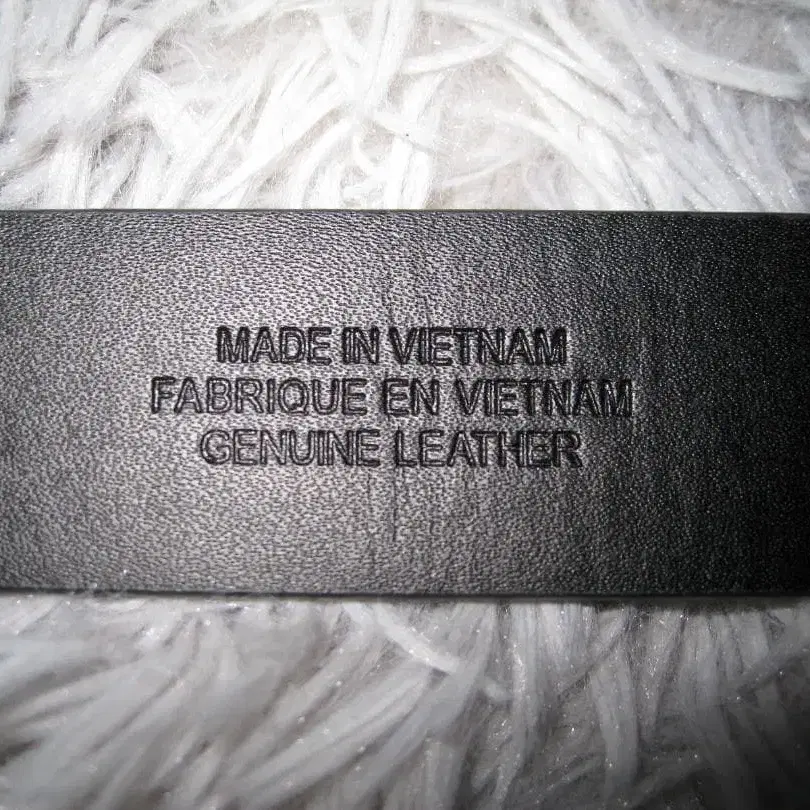 MADE IN VIETNAM
FABRIQUE EN VIETNAM
GENUINE LEATHER